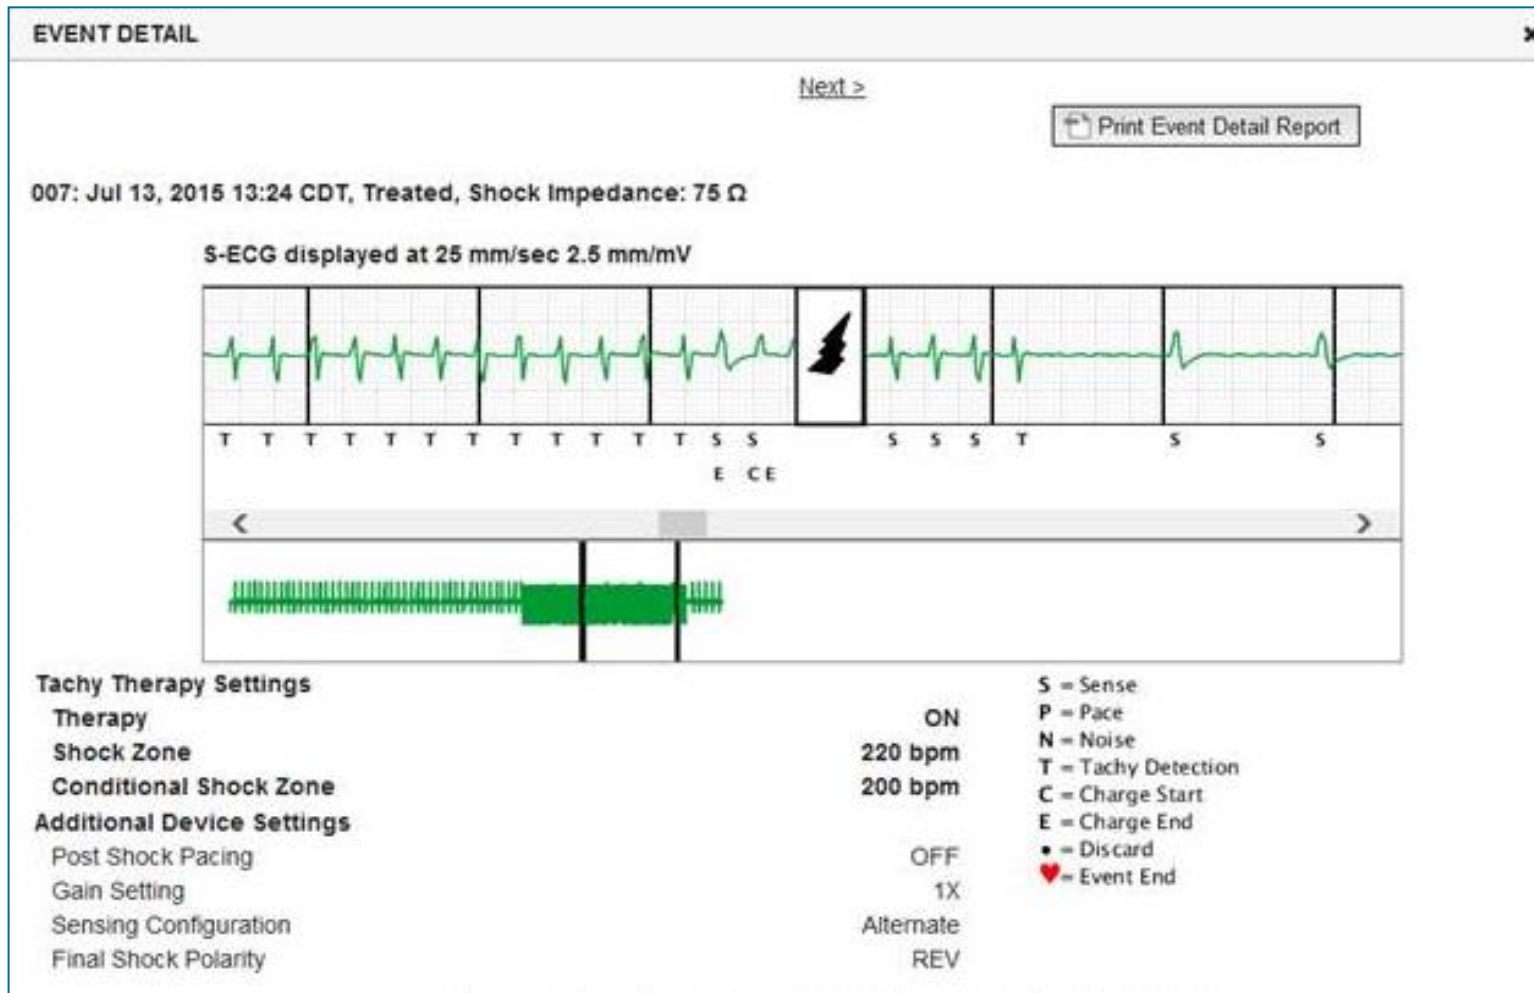 EVENT DETAIL
Next >
Print Event Detail Report
007: Jul 13, 2015 13:24 CDT, Treated, Shock Impedance: 75 Ω
S-ECG displayed at 25 mm/sec 2.5 mm/mV
T T T T T T T T T T T T S S S S S T S S
E C E
Tachy Therapy Settings
Therapy ON
Shock Zone 220 bpm
Conditional Shock Zone 200 bpm
Additional Device Settings
Post Shock Pacing OFF
Gain Setting 1X
Sensing Configuration Alternate
Final Shock Polarity REV
S = Sense
P = Pace
N = Noise
T = Tachy Detection
C = Charge Start
E = Charge End
• = Discard
♥ = Event End